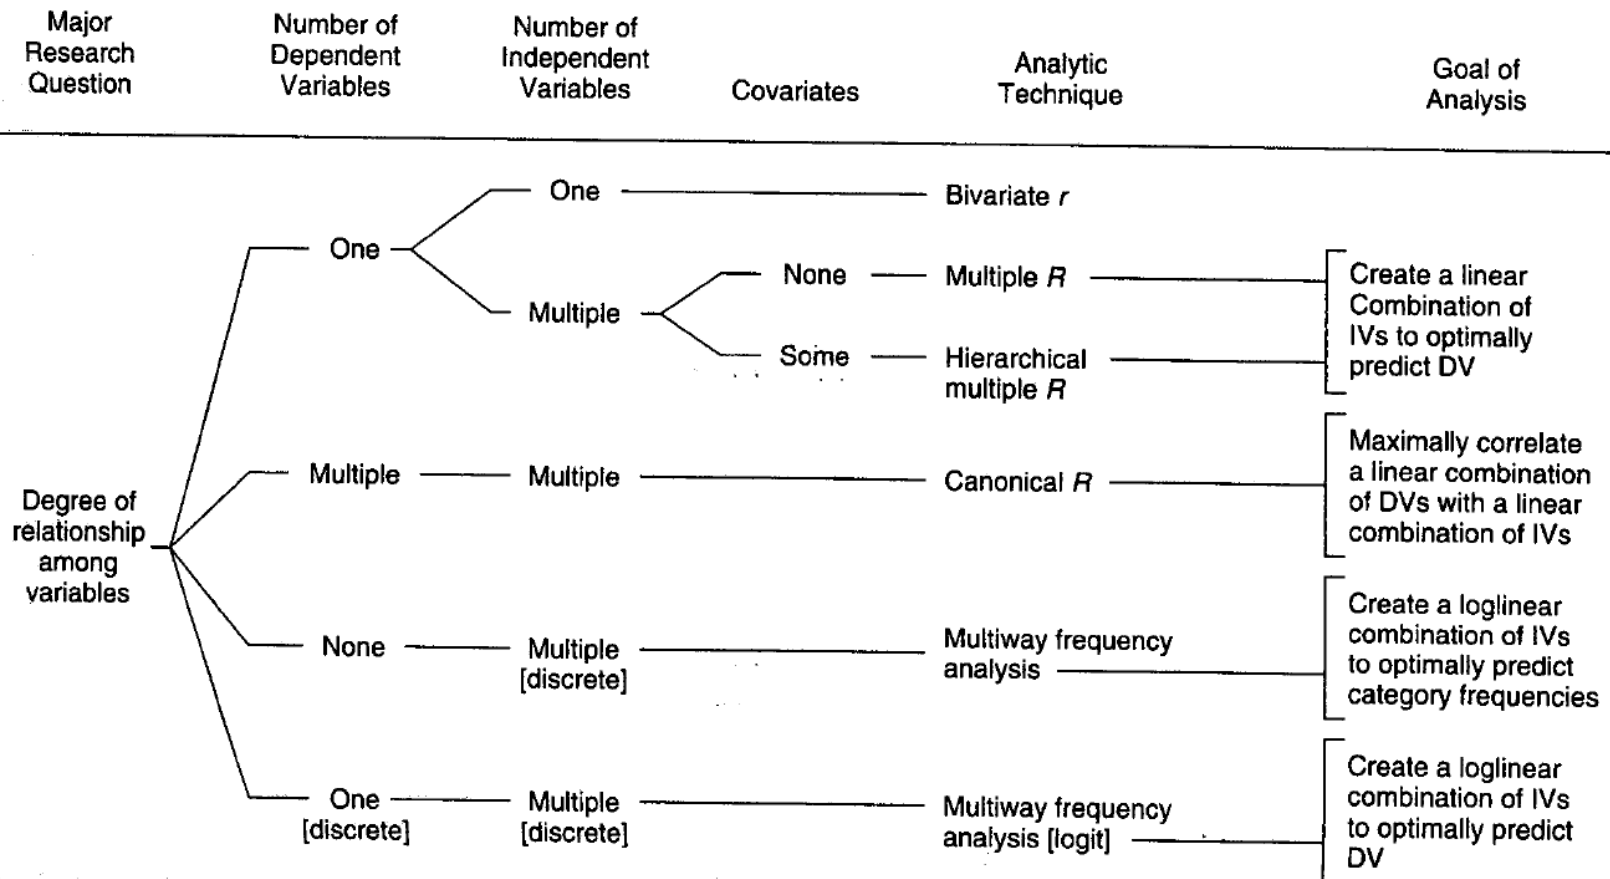 Major
Research
Question
Number of
Dependent
Variables
Number of
Independent
Variables
Covariates
Analytic
Technique
Goal of
Analysis
Degree of
relationship
among
variables
One
One
Bivariate r
Multiple
None
Multiple R
Some
Hierarchical
multiple R
Create a linear
Combination of
IVs to optimally
predict DV
Multiple
Multiple
Canonical R
Maximally correlate
a linear combination
of DVs with a linear
combination of IVs
None
Multiple
[discrete]
Multiway frequency
analysis
Create a loglinear
combination of IVs
to optimally predict
category frequencies
One
[discrete]
Multiple
[discrete]
Multiway frequency
analysis [logit]
Create a loglinear
combination of IVs
to optimally predict
DV